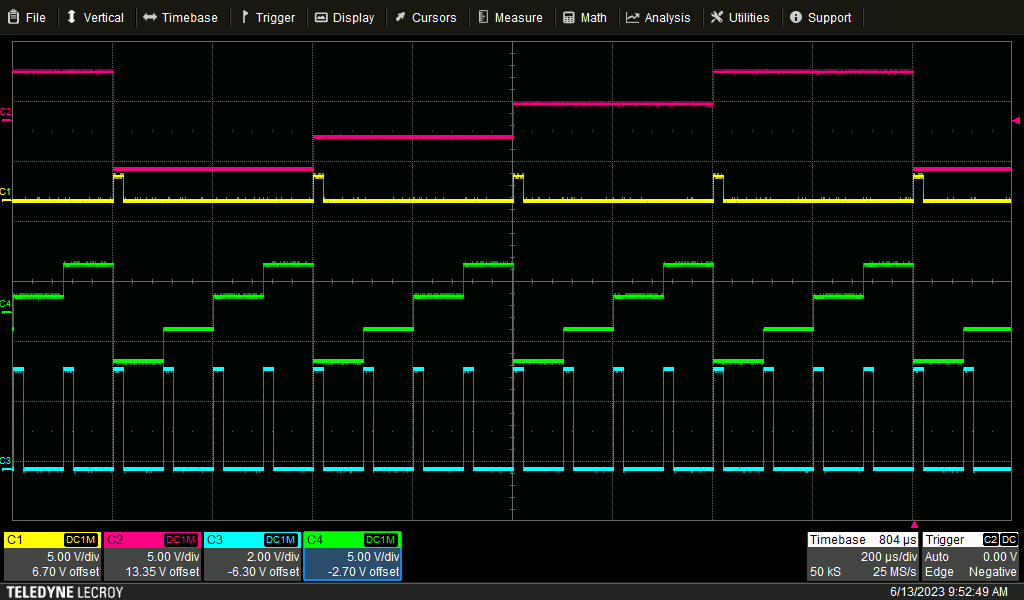 File Vertical Timebase Trigger Display Cursors Measure Math Analysis Utilities Support
C2
C1
C4
C3
C1 DC1M C2 DC1M C3 DC1M C4 DC1M Timebase 804 µs Trigger C2 DC
5.00 V/div 5.00 V/div 2.00 V/div 5.00 V/div 200 µs/div Auto 0.00 V
6.70 V offset 13.35 V offset -6.30 V offset -2.70 V offset 50 kS 25 MS/s Edge Negative
TELEDYNE LECROY 6/13/2023 9:52:49 AM